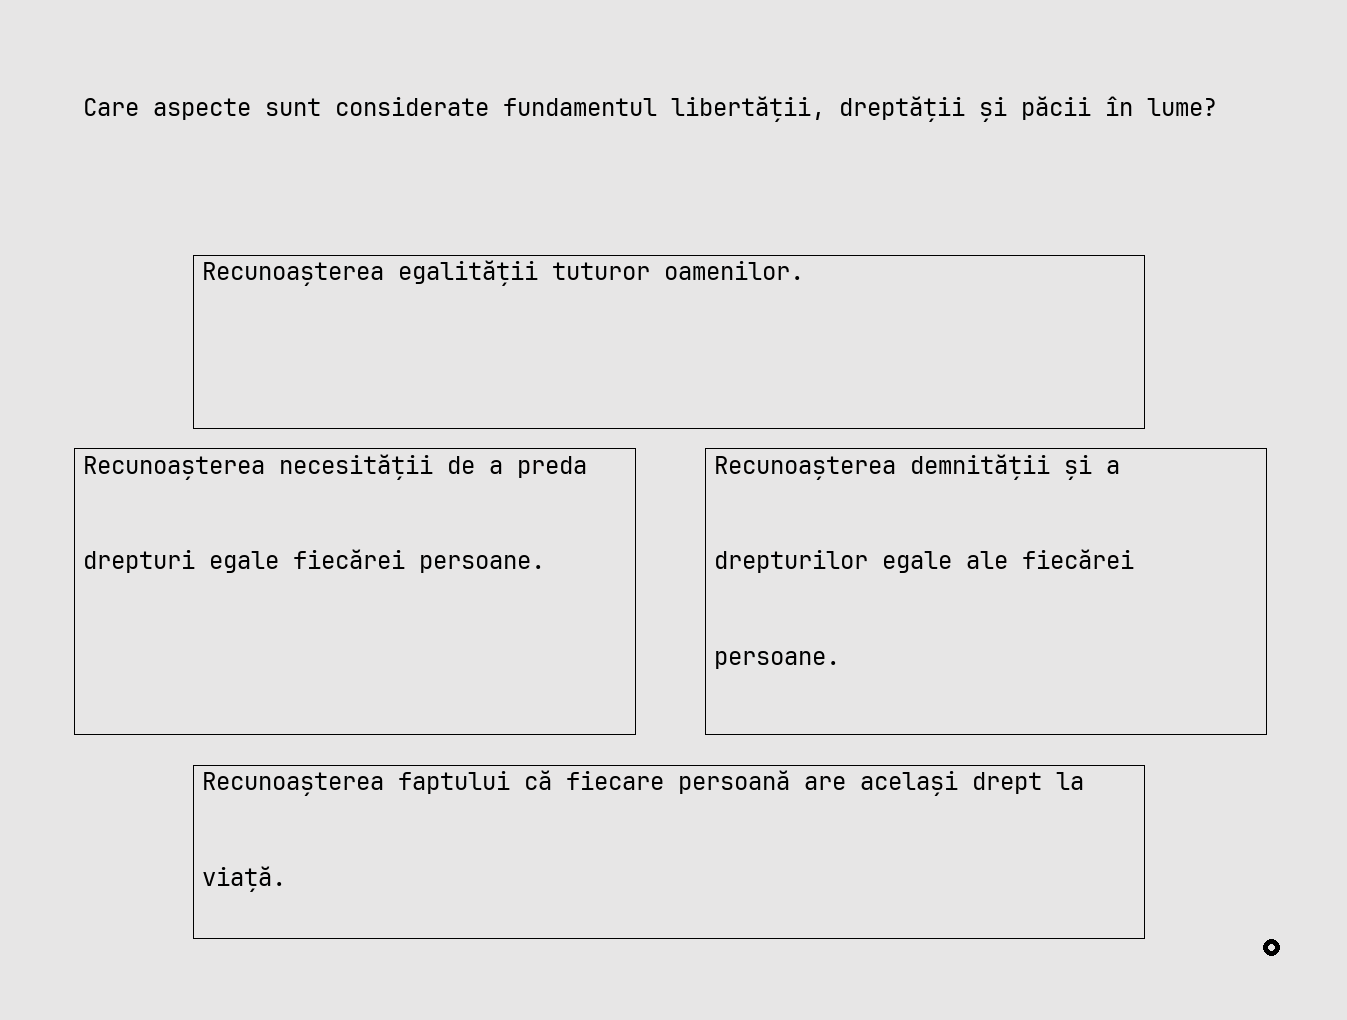 Care aspecte sunt considerate fundamentul libertății, dreptății și păcii în lume?
Recunoașterea egalității tuturor oamenilor.
Recunoașterea necesității de a preda
drepturi egale fiecărei persoane.
Recunoașterea demnității și a
drepturilor egale ale fiecărei
persoane.
Recunoașterea faptului că fiecare persoană are același drept la
viață.